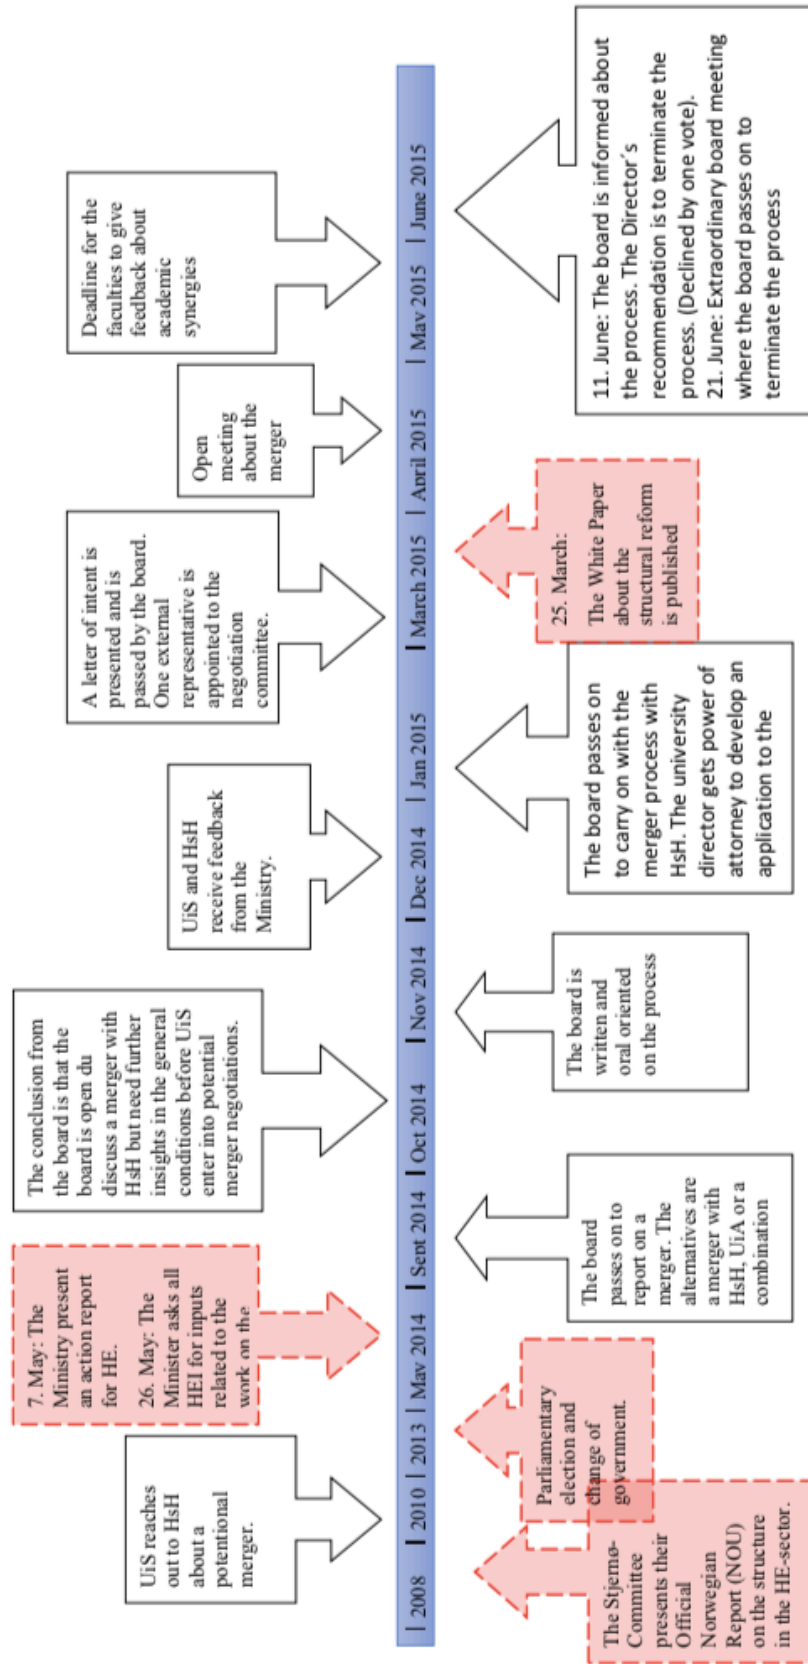 UiS reaches
out to HsH
about a
potentional
merger.
7. May: The
Ministry present
an action report
for HE.
26. May: The
Minister asks all
HEI for inputs
related to the
work on the
The conclusion from
the board is that the
board is open du
discuss a merger with
HsH but need further
insights in the general
conditions before UiS
enter into potential
merger negotiations.
UiS and HsH
receive feedback
from the
Ministry.
A letter of intent is
presented and is
passed by the board.
One external
representative is
appointed to the
negotiation
committee.
Open
meeting
about the
merger
Deadline for the
faculties to give
feedback about
academic
synergies
| 2008 | 2010 | 2013 | May 2014 | Sept 2014 | Oct 2014 | Nov 2014 | Dec 2014 | Jan 2015 | March 2015 | April 2015 | May 2015 | June 2015
The Stjernø-
Committee
presents their
Official
Norwegian
Report (NOU)
on the structure
in the HE-sector.
Parliamentary
election and
change of
government.
The board
passes on to
report on a
merger. The
alternatives are
a merger with
HsH, UiA or a
combination
The board is
written and
oral oriented
on the process
The board passes on
to carry on with the
merger process with
HsH. The university
director gets power of
attorney to develop an
application to the
25. March:
The White Paper
about the
structural reform
is published
11. June: The board is informed about
the process. The Director´s
recommendation is to terminate the
process. (Declined by one vote).
21. June: Extraordinary board meeting
where the board passes on to
terminate the process